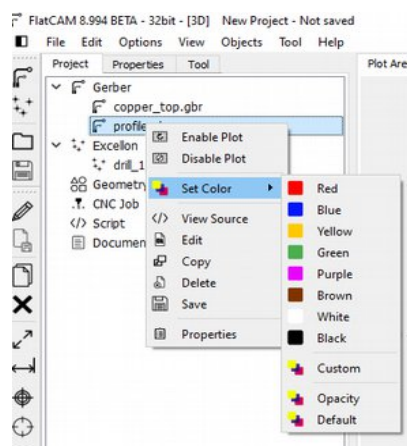 FlatCAM 8.994 BETA - 32bit - [3D] New Project - Not saved
File Edit Options View Objects Tool Help
Project Properties Tool
Plot Are
Gerber
copper_top.gbr
profile
Excellon
drill_1
Geometry
CNC Job
Script
Documen
Enable Plot
Disable Plot
Set Color
View Source
Edit
Copy
Delete
Save
Properties
Red
Blue
Yellow
Green
Purple
Brown
White
Black
Custom
Opacity
Default